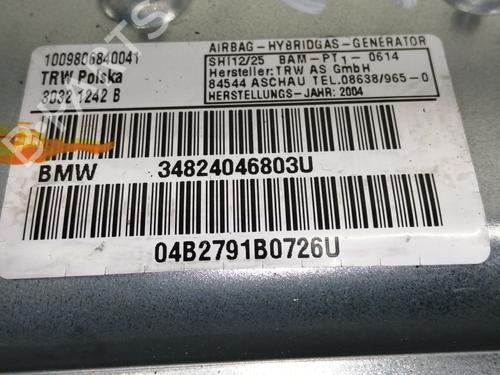 1009806840041
TRW Polska
3032 1242 B
AIRBAG-HYBRIDGAS-GENERATOR
SHI12/25 BAM-PT1-0614
Hersteller:TRW AS GmbH
84544 ASCHAU TEL.08638/965-0
HERSTELLUNGS-JAHR: 2004
BMW 34824046803U
04B2791B0726U